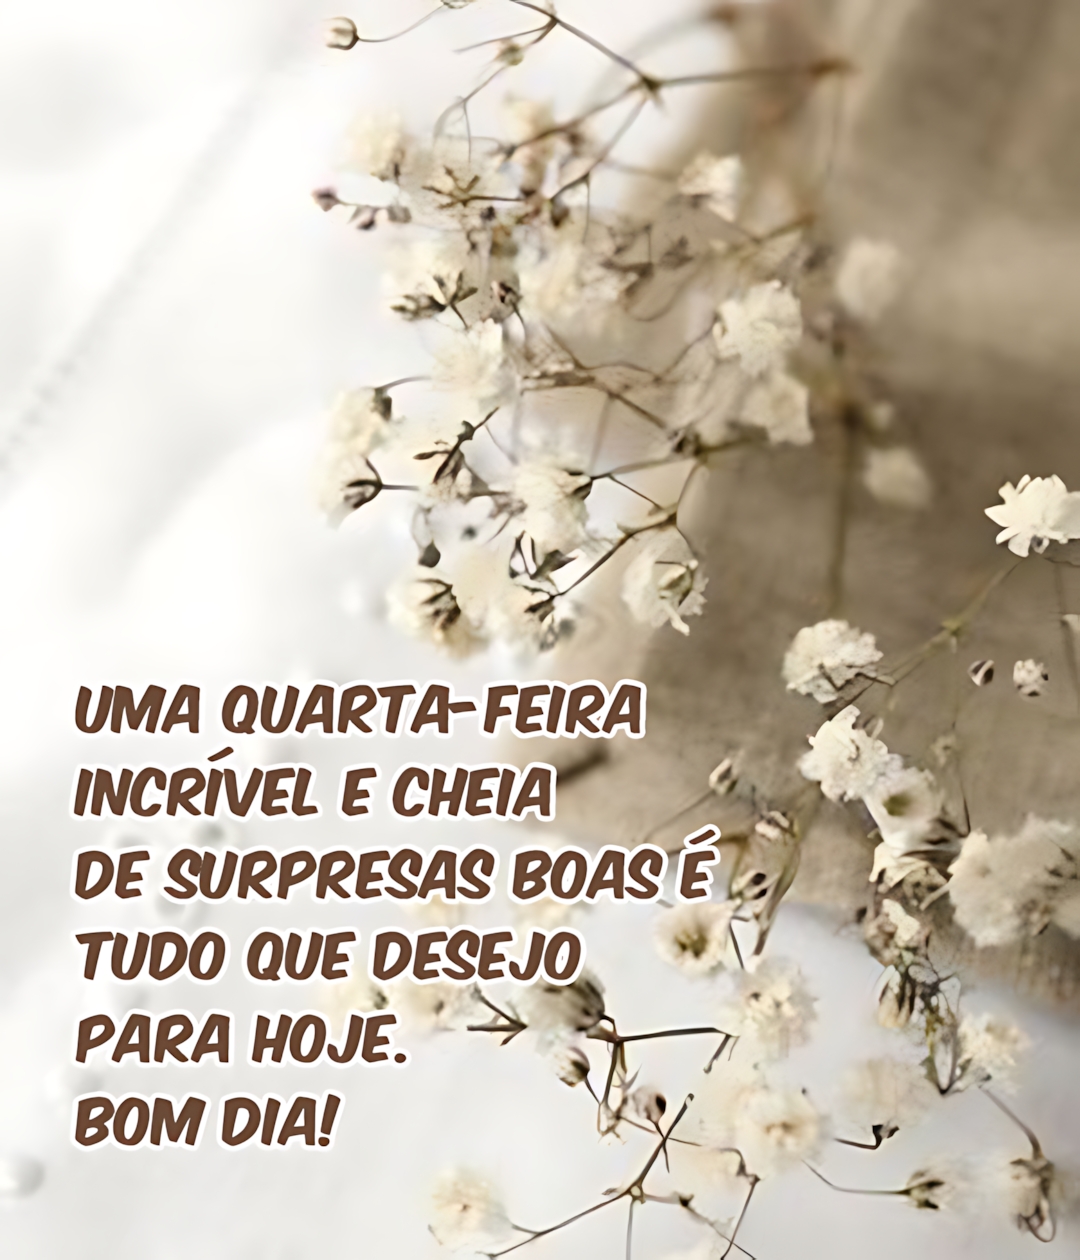 UMA QUARTA-FEIRA
INCRÍVEL E CHEIA
DE SURPRESAS BOAS É
TUDO QUE DESEJO
PARA HOJE.
BOM DIA!